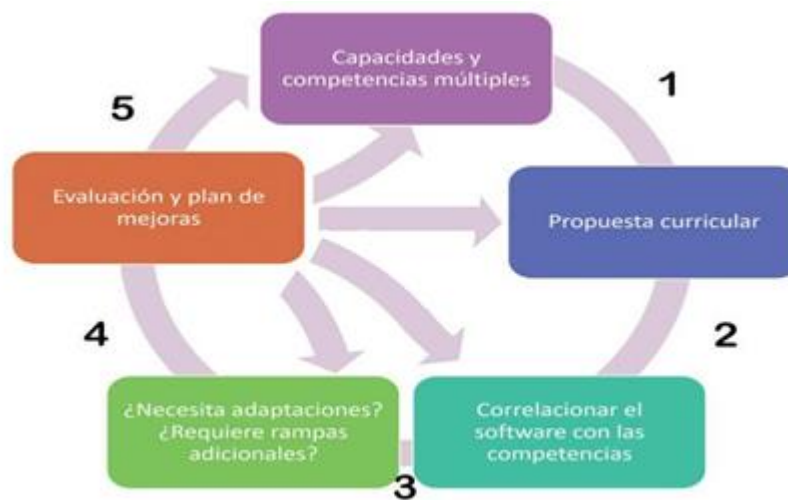 Capacidades y
competencias múltiples
1
5
Evaluación y plan de
mejoras
Propuesta curricular
4
2
¿Necesita adaptaciones?
¿Requiere rampas
adicionales?
Correlacionar el
software con las
competencias
3